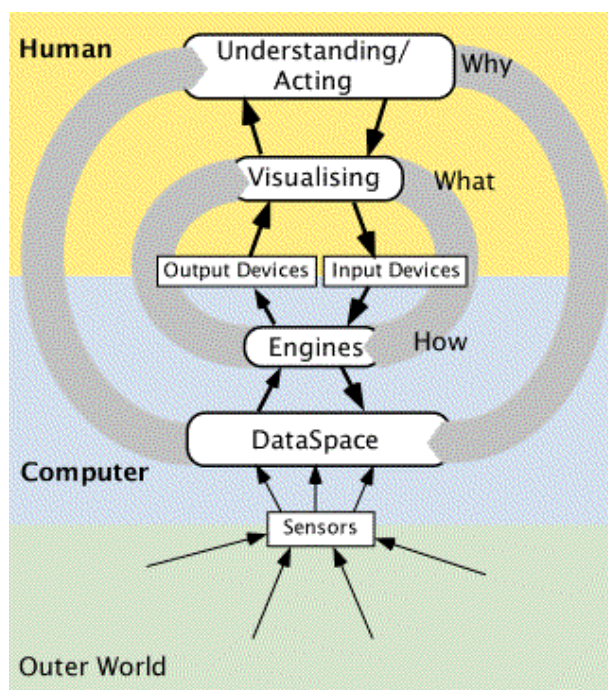 Human
Understanding/
Acting
Why
Visualising
What
Output Devices
Input Devices
Engines
How
DataSpace
Computer
Sensors
Outer World